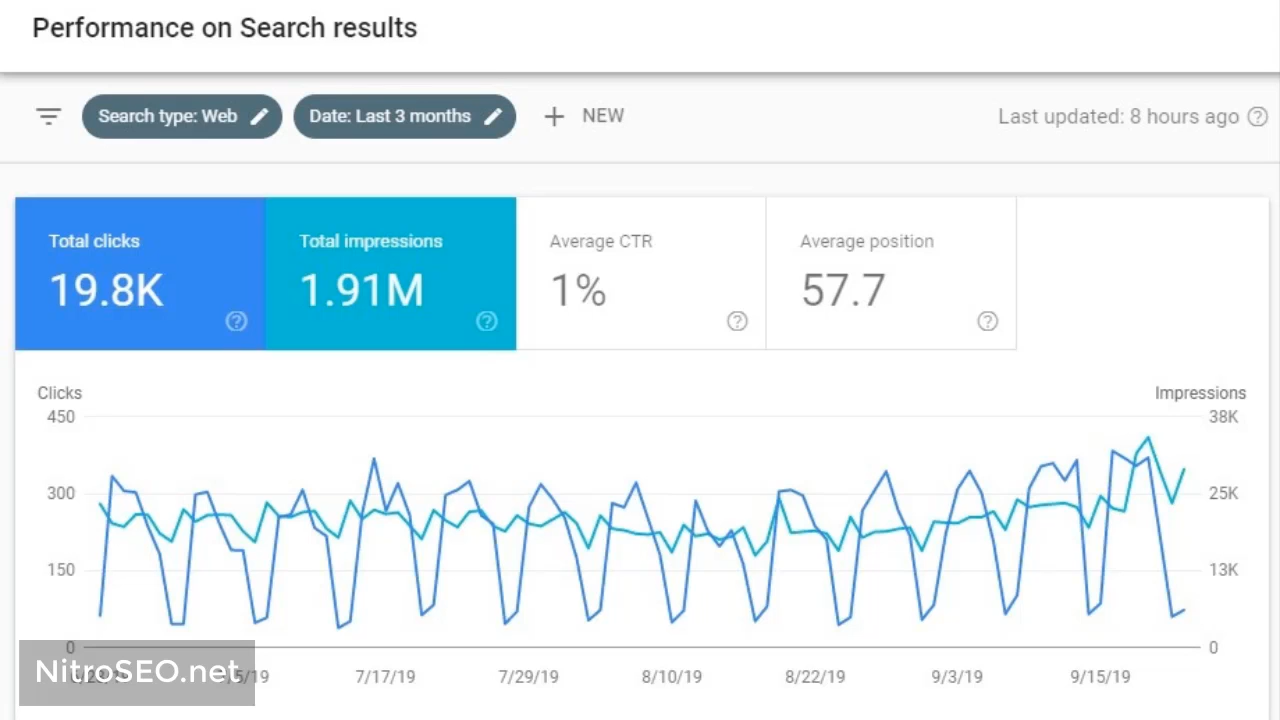 Performance on Search results
Search type: Web
Date: Last 3 months
NEW
Last updated: 8 hours ago
Total clicks
19.8K
Total impressions
1.91M
Average CTR
1%
Average position
57.7
Clicks
Impressions
450
38K
300
25K
150
13K
0
0
NitroSEO.net
7/17/19
7/29/19
8/10/19
8/22/19
9/3/19
9/15/19